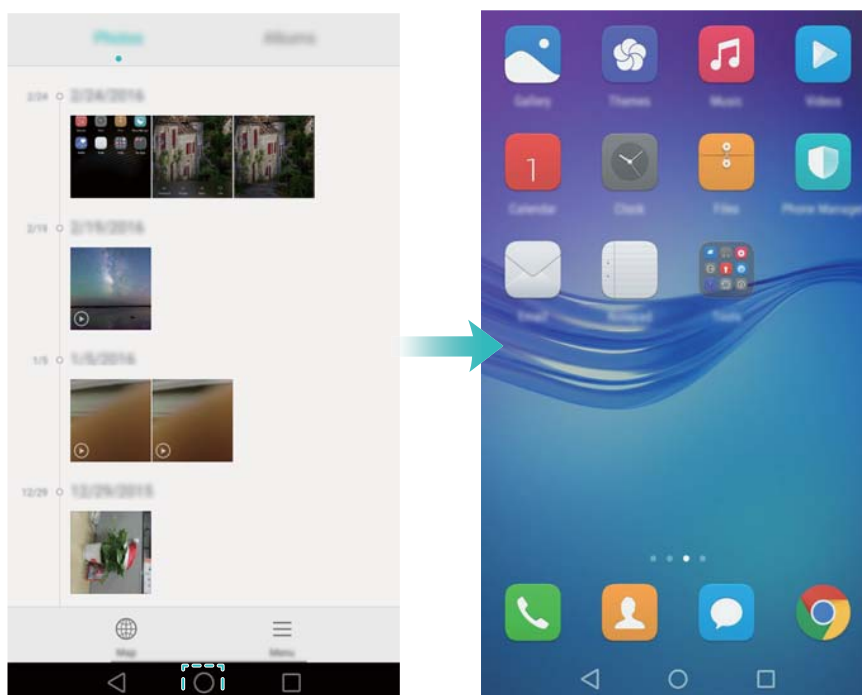 Photos Albums
2/24 2/24/2016
2/19 2/19/2016
1/5 1/5/2016
12/29 12/29/2015
Map Menu
Gallery Themes Music Videos
1
Calendar Clock Files Phone Manage
Email Notepad Tools